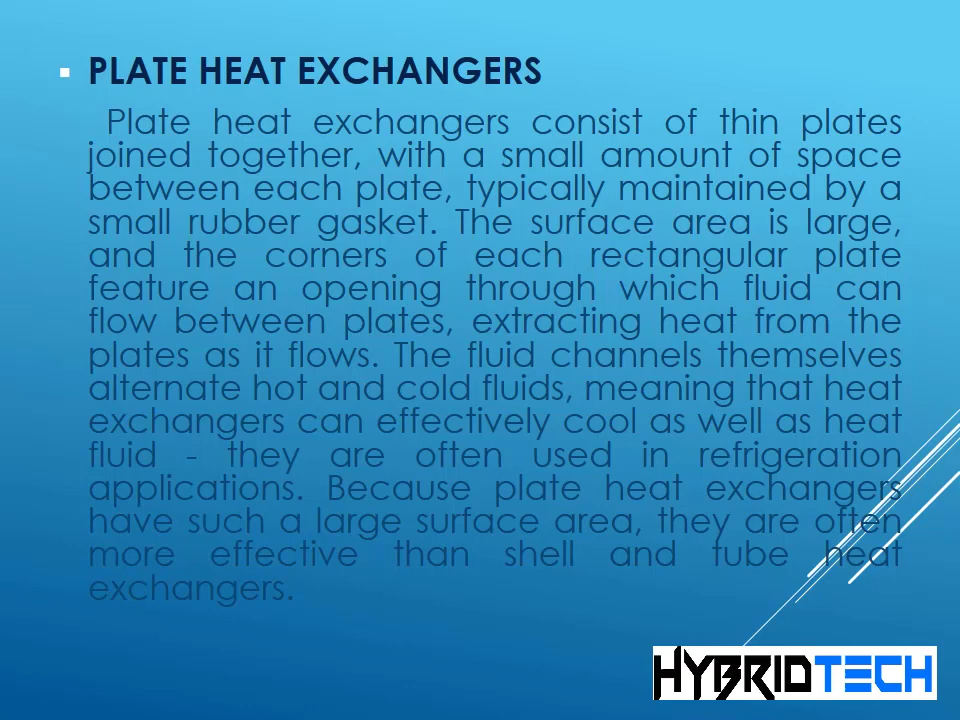 PLATE HEAT EXCHANGERS
Plate heat exchangers consist of thin plates
joined together, with a small amount of space
between each plate, typically maintained by a
small rubber gasket. The surface area is large,
and the corners of each rectangular plate
feature an opening through which fluid can
flow between plates, extracting heat from the
plates as it flows. The fluid channels themselves
alternate hot and cold fluids, meaning that heat
exchangers can effectively cool as well as heat
fluid - they are often used in refrigeration
applications. Because plate heat exchangers
have such a large surface area, they are often
more effective than shell and tube heat
exchangers.
HYBRIDTECH